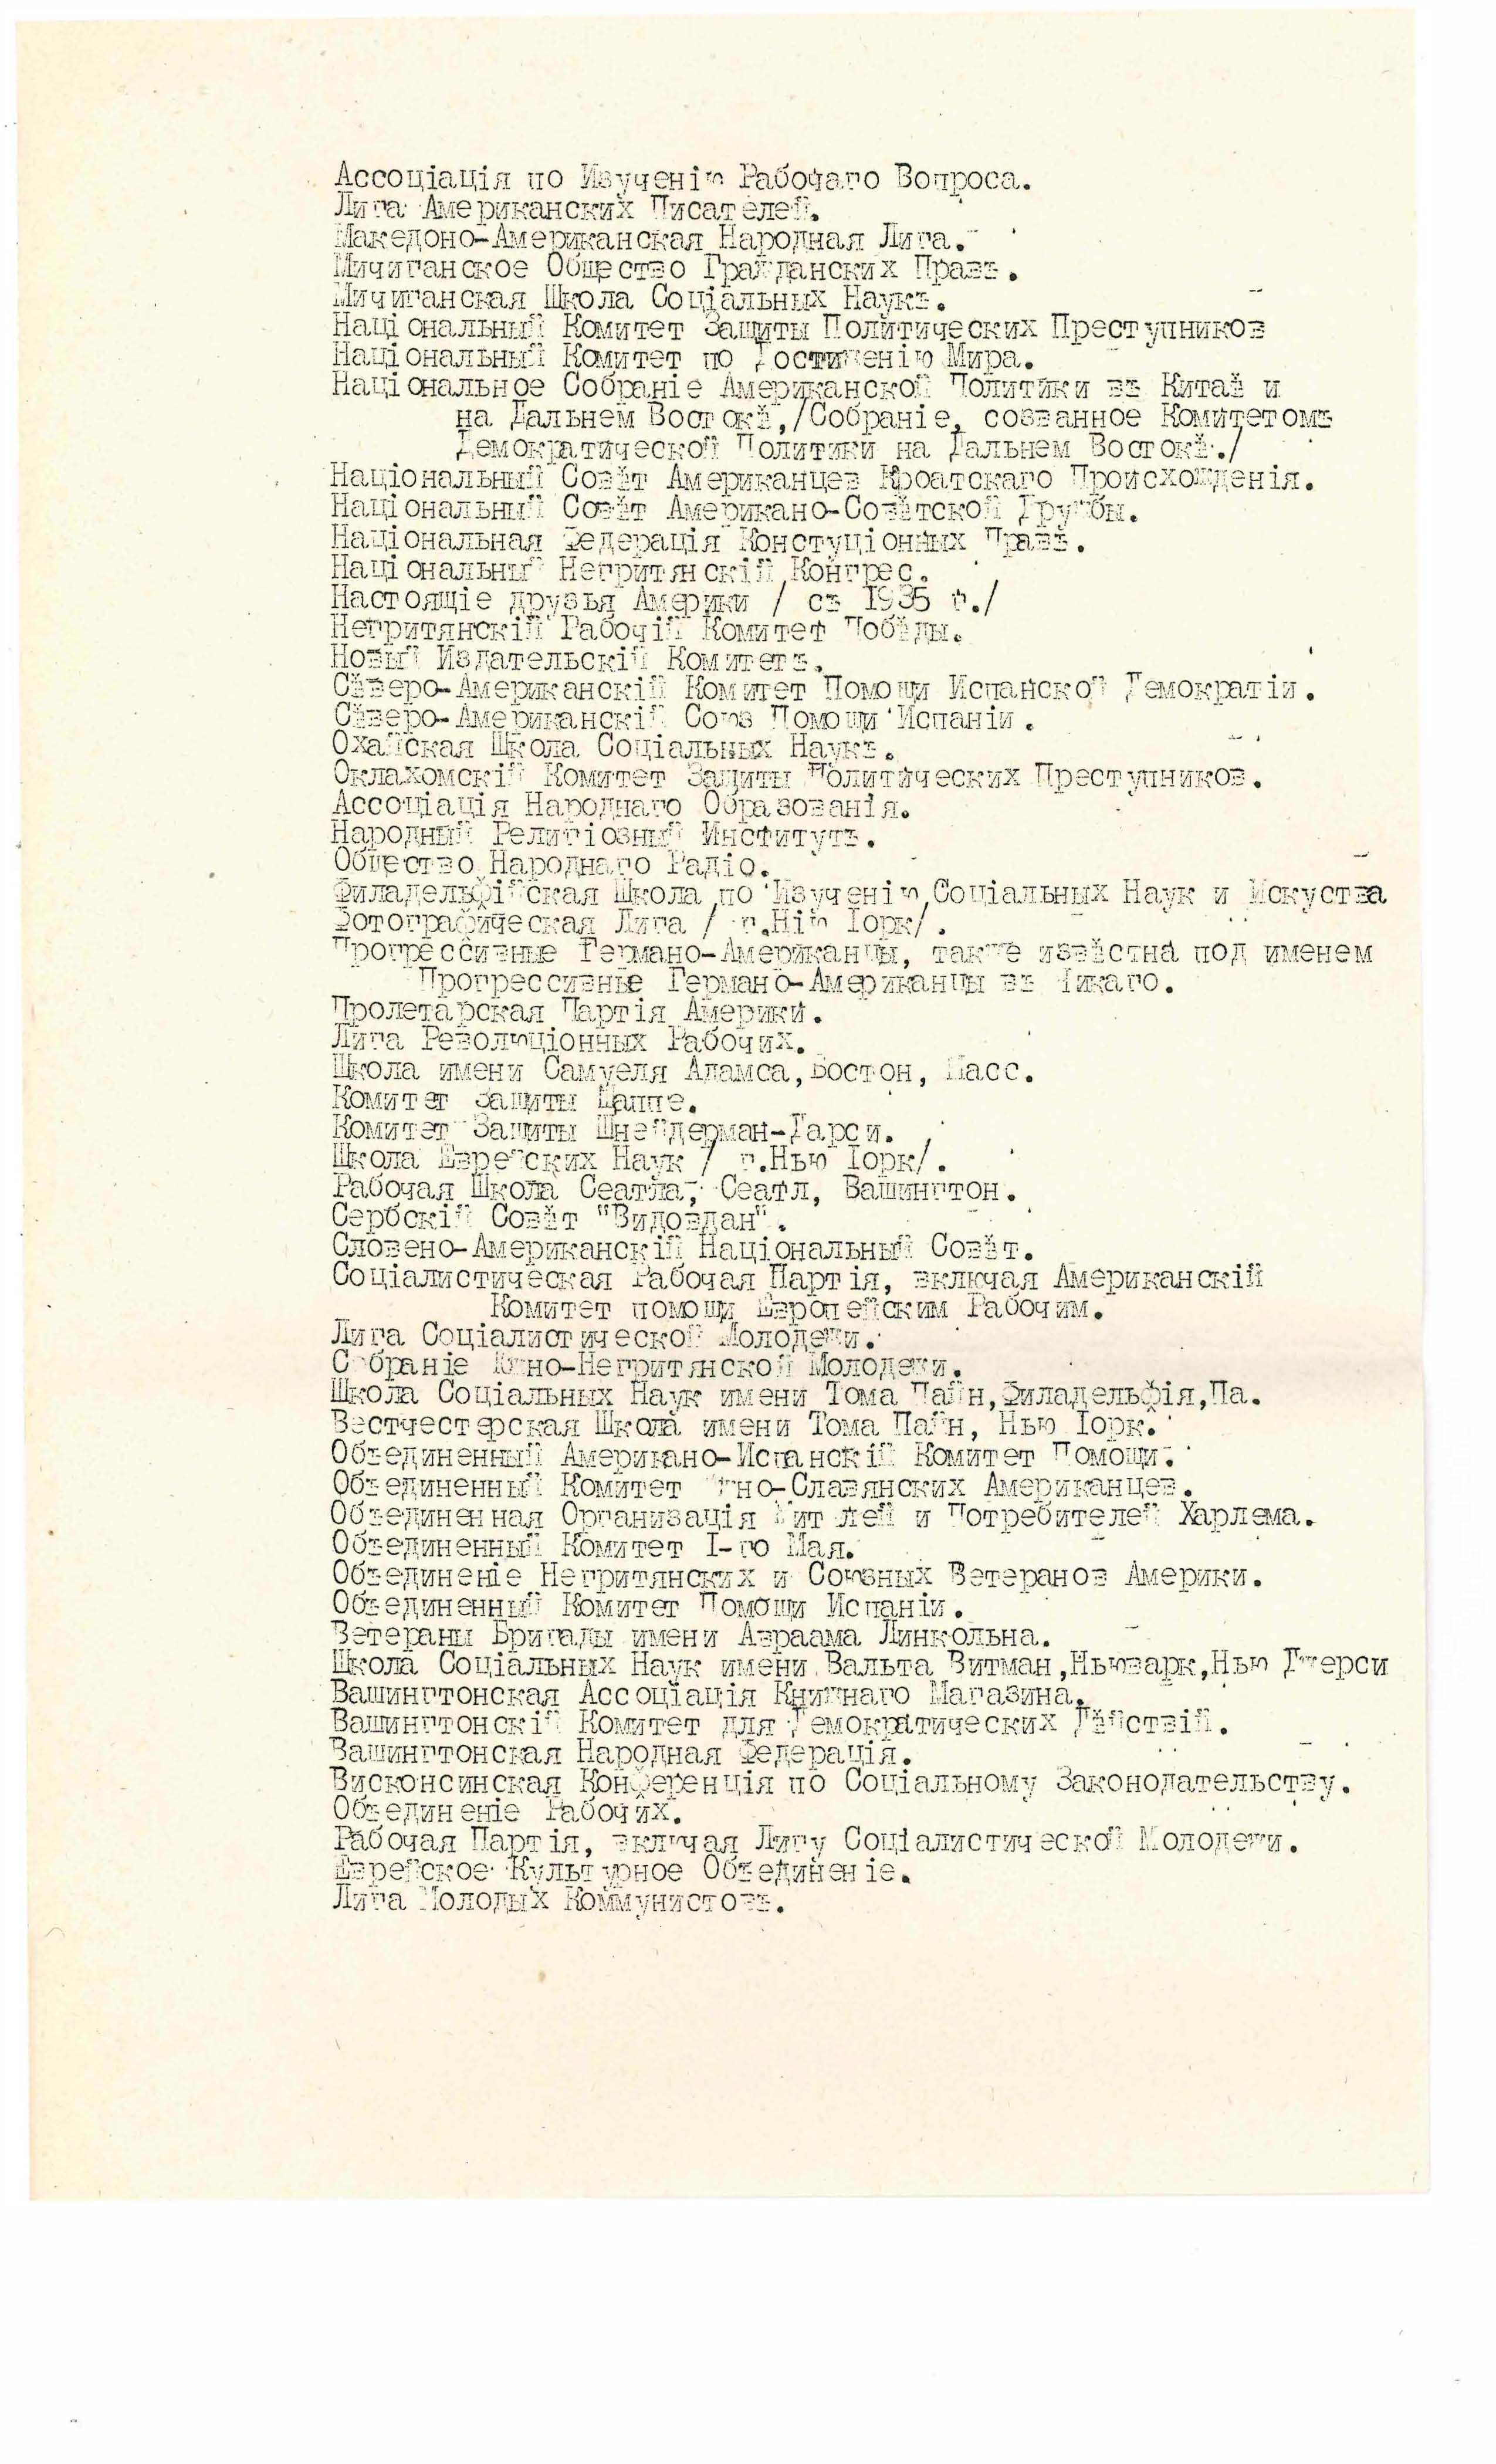 Ассоціація по Изученію Рабочаго Вопроса.
Лига Американских Писателей.
Македоно-Американская Народная Лига.
Мичиганское Общество Гражданских Правъ.
Мичиганская Школа Соціальных Наукъ.
Національный Комитет Защиты Политических Преступников
Національный Комитет по Достиженію Мира.
Національное Собраніе Американской Политики въ Китаѣ и
на Дальнем Востокѣ,/Собраніе, созванное Комитетомъ
Демократической Политики на Дальнем Востокѣ./
Національный Совѣт Американцев Кроатскаго Происхожденія.
Національный Совѣт Американо-Совѣтской Дружбы.
Національная Федерація Констуціонных Правъ.
Національный Негритянскій Конгрес.
Настоящіе друзья Америки / съ 1935 г./
Негритянскій Рабочій Комитет Побѣды.
Новый Издательскій Комитетъ.
Сѣверо-Американскій Комитет Помощи Испанской Демократіи.
Сѣверо-Американскій Союз Помощи Испаніи.
Охайская Школа Соціальных Наукъ.
Оклахомскій Комитет Защиты Политических Преступников.
Ассоціація Народнаго Образованія.
Народный Религіозный Институтъ.
Общество Народнаго Радіо.
Филадельфійская Школа по Изученію Соціальных Наук и Искуства
Фотографическая Лига / г.Нію Іорк/.
Прогрессивные Германо-Американцы, также извѣстна под именем
Прогрессивные Германо-Американцы въ Чикаго.
Пролетарская Партія Америки.
Лига Революціонных Рабочих.
Школа имени Самуеля Адамса,Бостон, Масс.
Комитет Защиты Шаппе.
Комитет Защиты Шнейдерман-Дарси.
Школа Еврейских Наук / г.Нью Іорк/.
Рабочая Школа Сеатла, Сеатл, Вашингтон.
Сербскій Совѣт "Видовдан".
Словено-Американскій Національный Совѣт.
Соціалистическая Рабочая Партія, включая Американскій
Комитет помощи Европейским Рабочим.
Лига Соціалистической Молодежи.
Собраніе Южно-Негритянской Молодежи.
Школа Соціальных Наук имени Тома Пайн,Филадельфія,Па.
Вестчестерская Школа имени Тома Пайн, Нью Іорк.
Объединенный Американо-Испанскій Комитет Помощи.
Объединенный Комитет Южно-Славянских Американцев.
Объединенная Организація Жителей и Потребителей Харлема.
Объединенный Комитет I-го Мая.
Объединеніе Негритянских и Союзных Ветеранов Америки.
Объединенный Комитет Помощи Испаніи.
Ветераны Бригады имени Авраама Линкольна.
Школа Соціальных Наук имени Вальта Витман,Ньюварк,Нью Джерси
Вашингтонская Ассоціація Книжнаго Магазина.
Вашингтонскій Комитет для Демократических Дѣйствій.
Вашингтонская Народная Федерація.
Висконсинская Конференція по Соціальному Законодательству.
Объединеніе Рабочих.
Рабочая Партія, включая Лигу Соціалистической Молодежи.
Еврейское Культурное Объединеніе.
Лига Молодых Коммунистовъ.